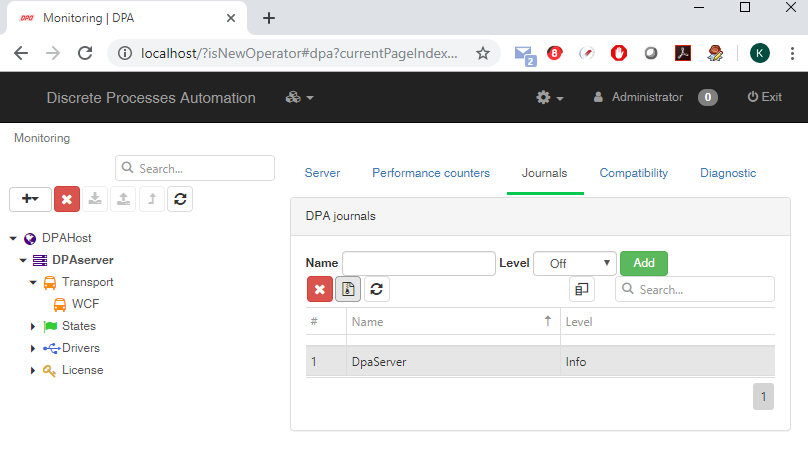 DPA Monitoring | DPA
localhost/?isNewOperator#dpa?currentPageIndex...
2 8 K
Discrete Processes Automation Administrator 0 Exit
Monitoring
Search...
Server Performance counters Journals Compatibility Diagnostic
DPA journals
DPAHost
DPAserver
Transport
WCF
States
Drivers
License
Name Level Off Add
Search...
# Name Level
1 DpaServer Info
1